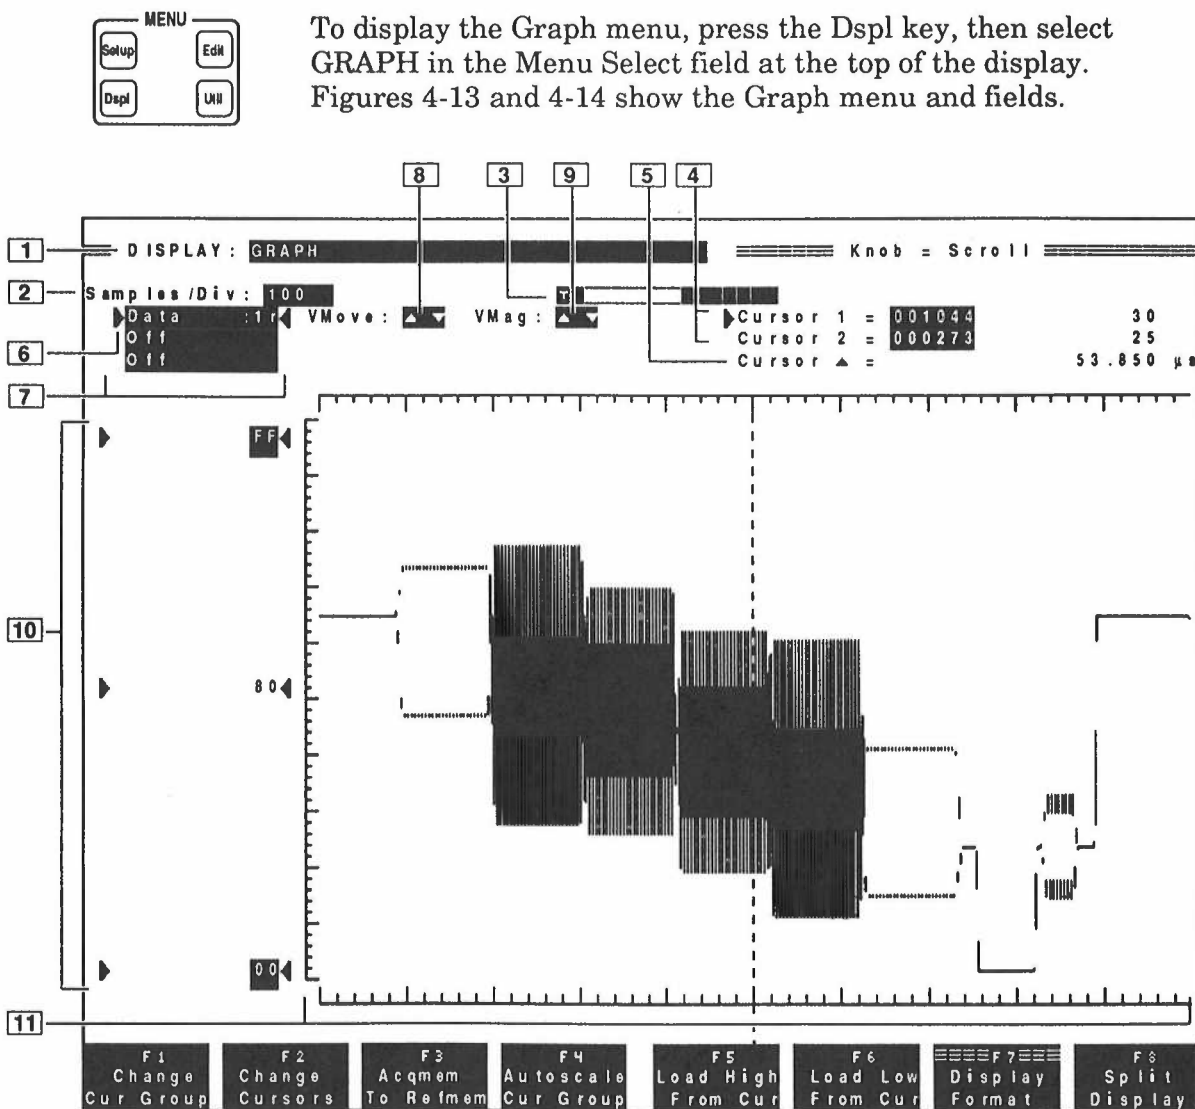 MENU
To display the Graph menu, press the Dspl key, then select
Setup Edit
GRAPH in the Menu Select field at the top of the display.
Dspl Util
Figures 4-13 and 4-14 show the Graph menu and fields.
8 3 9 5 4
1 DISPLAY: GRAPH Knob = Scroll
2 Samples/Div: 100 T
Data :1r VMove: VMag: Cursor 1 = 001044 30
6 Off Cursor 2 = 000273 25
Off Cursor ▲ = 53.850 µs
7
FF
10
80
00
11
F1 F2 F3 F4 F5 F6 F7 F8
Change Change Acqmem Autoscale Load High Load Low Display Split
Cur Group Cursors To Refmem Cur Group From Cur From Cur Format Display